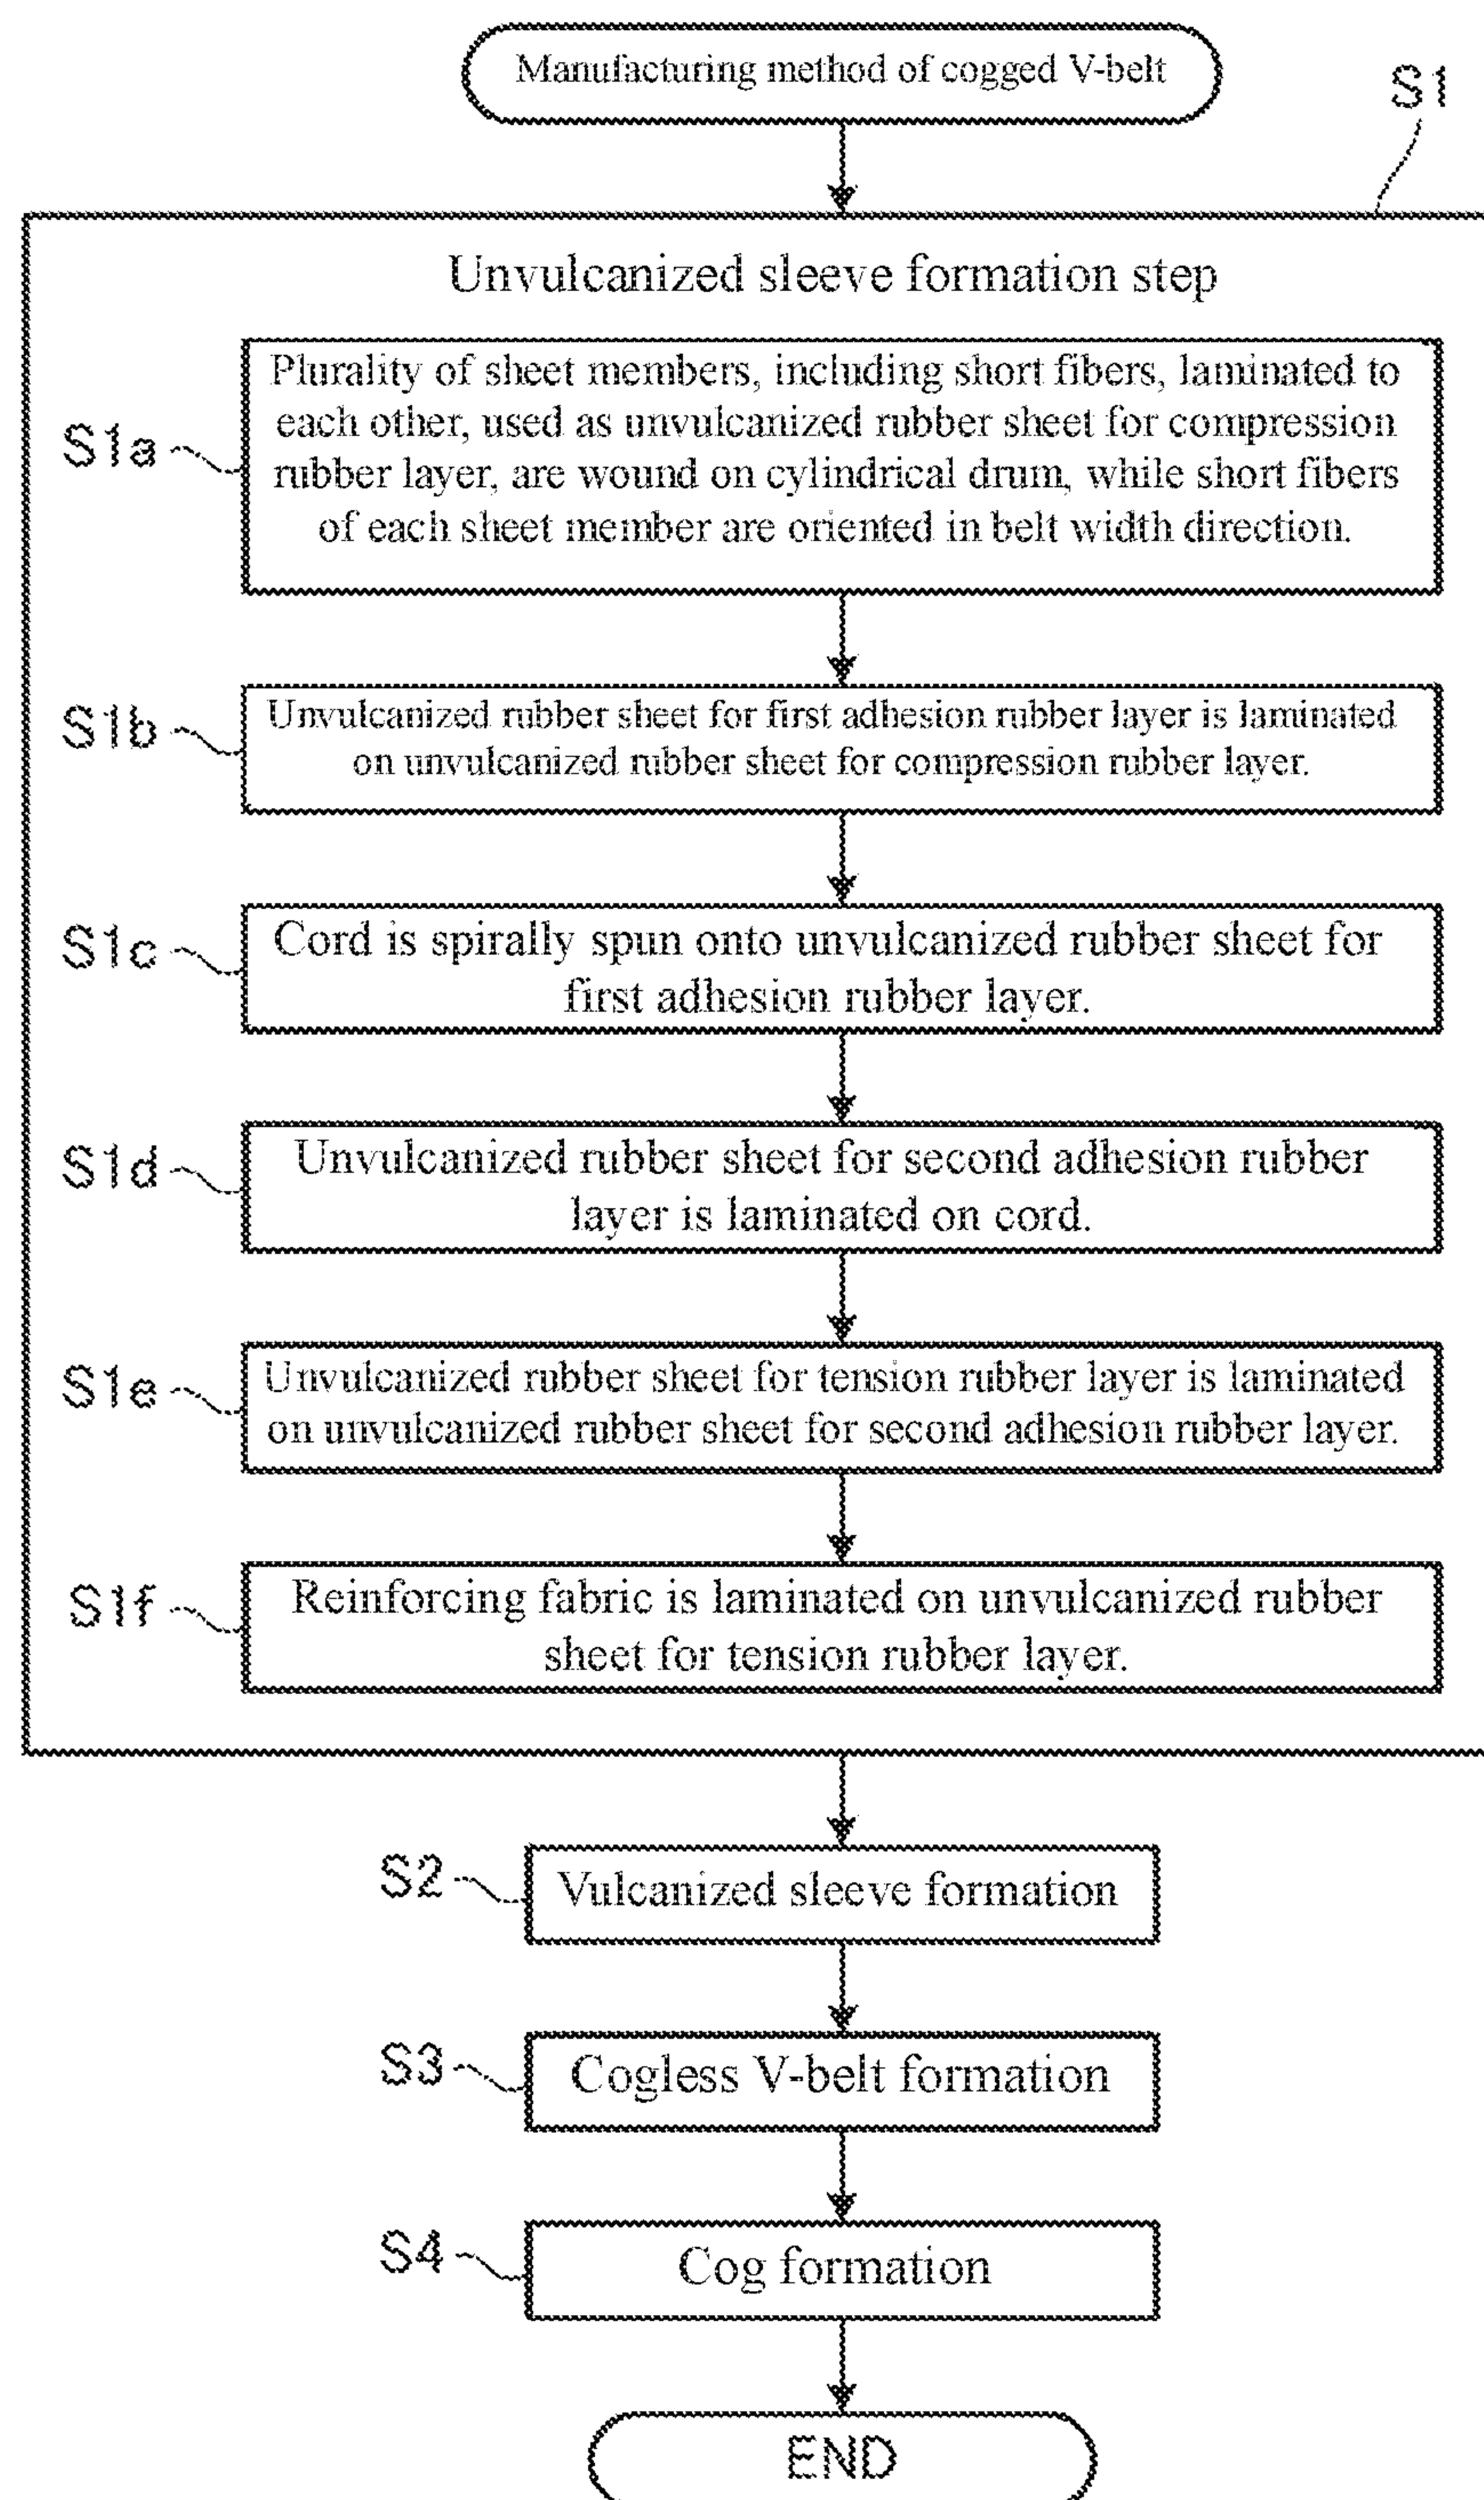 Manufacturing method of cogged V-belt
S1
Unvulcanized sleeve formation step
S1a
Plurality of sheet members, including short fibers, laminated to
each other, used as unvulcanized rubber sheet for compression
rubber layer, are wound on cylindrical drum, while short fibers
of each sheet member are oriented in belt width direction.
S1b
Unvulcanized rubber sheet for first adhesion rubber layer is laminated
on unvulcanized rubber sheet for compression rubber layer.
S1c
Cord is spirally spun onto unvulcanized rubber sheet for
first adhesion rubber layer.
S1d
Unvulcanized rubber sheet for second adhesion rubber
layer is laminated on cord.
S1e
Unvulcanized rubber sheet for tension rubber layer is laminated
on unvulcanized rubber sheet for second adhesion rubber layer.
S1f
Reinforcing fabric is laminated on unvulcanized rubber
sheet for tension rubber layer.
S2
Vulcanized sleeve formation
S3
Cogless V-belt formation
S4
Cog formation
END